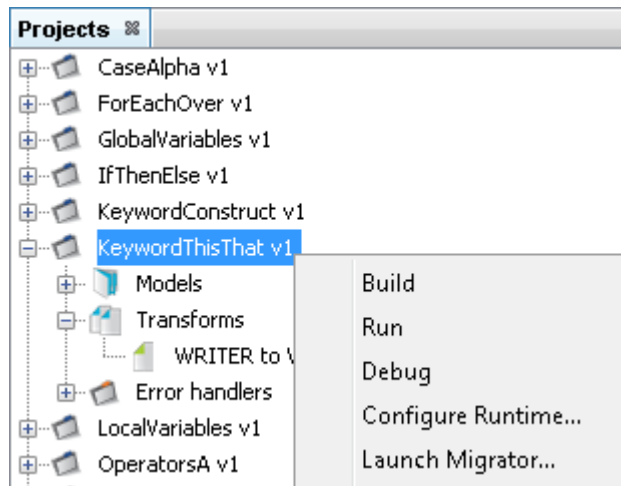 Projects
CaseAlpha v1
ForEachOver v1
GlobalVariables v1
IfThenElse v1
KeywordConstruct v1
KeywordThisThat v1
Models
Build
Transforms
Run
WRITER to
Debug
Error handlers
Configure Runtime...
LocalVariables v1
Launch Migrator...
OperatorsA v1